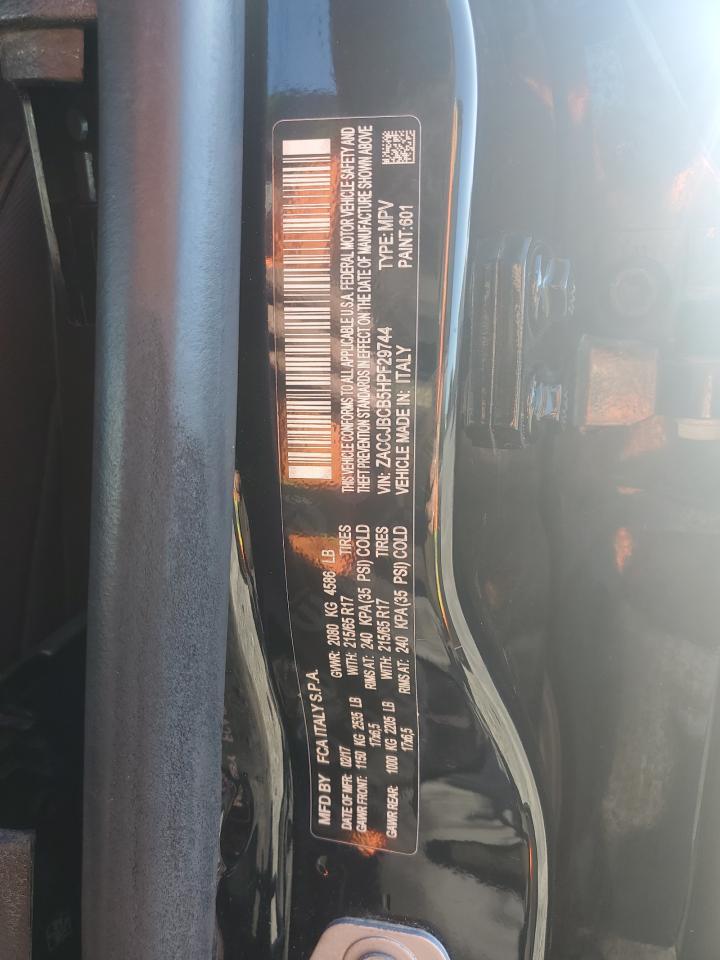 MFD BY FCA ITALY S.P.A.
DATE OF MFR: 02/17 GVWR: 2080 KG 4586 LB
GAWR FRONT: 1150 KG 2535 LB WITH: 215/65 R17 TIRES
17x6,5 RIMS AT: 240 KPA(35 PSI) COLD
GAWR REAR: 1000 KG 2205 LB WITH: 215/65 R17 TIRES
17x6,5 RIMS AT: 240 KPA(35 PSI) COLD
THIS VEHICLE CONFORMS TO ALL APPLICABLE U.S.A. FEDERAL MOTOR VEHICLE SAFETY AND
THEFT PREVENTION STANDARDS IN EFFECT ON THE DATE OF MANUFACTURE SHOWN ABOVE
VIN: ZACCJBCB5HPF29744 TYPE:MPV
VEHICLE MADE IN: ITALY PAINT:601